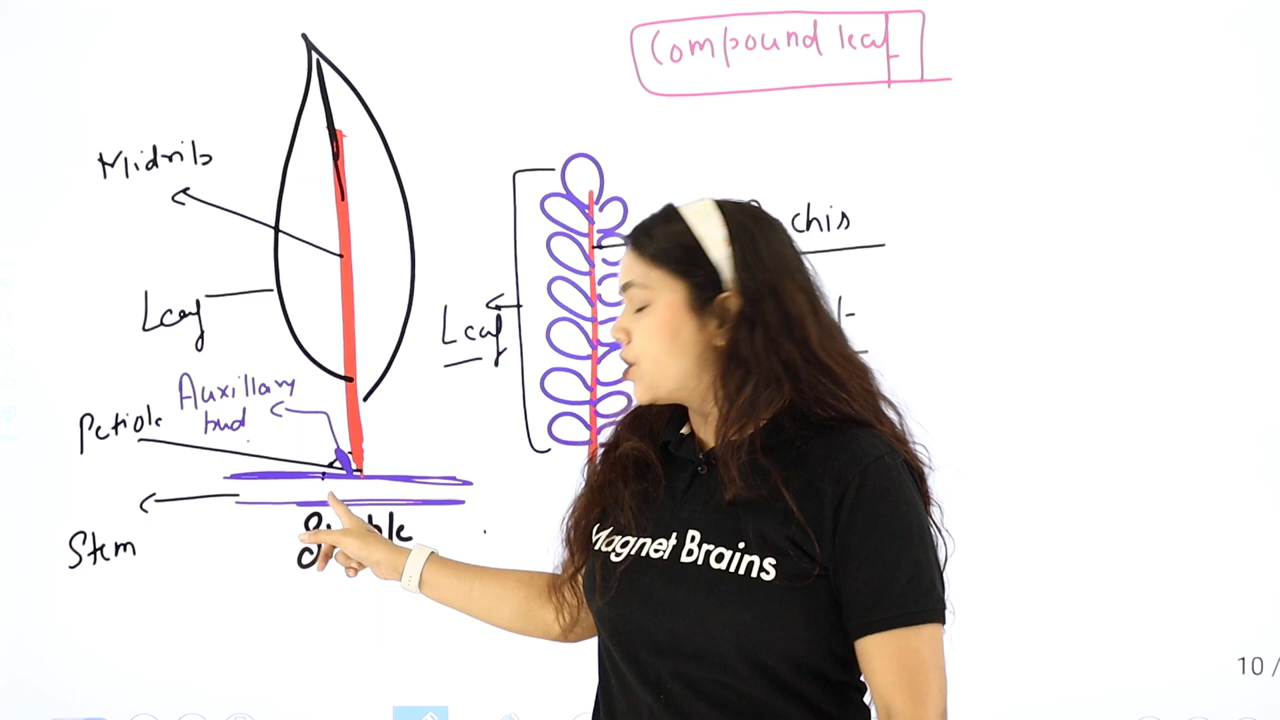 Compound leaf
Midrib
chis
Leaf
Leaf
Auxillary
bud
Petiole
Stem
Magnet Brains
10 /